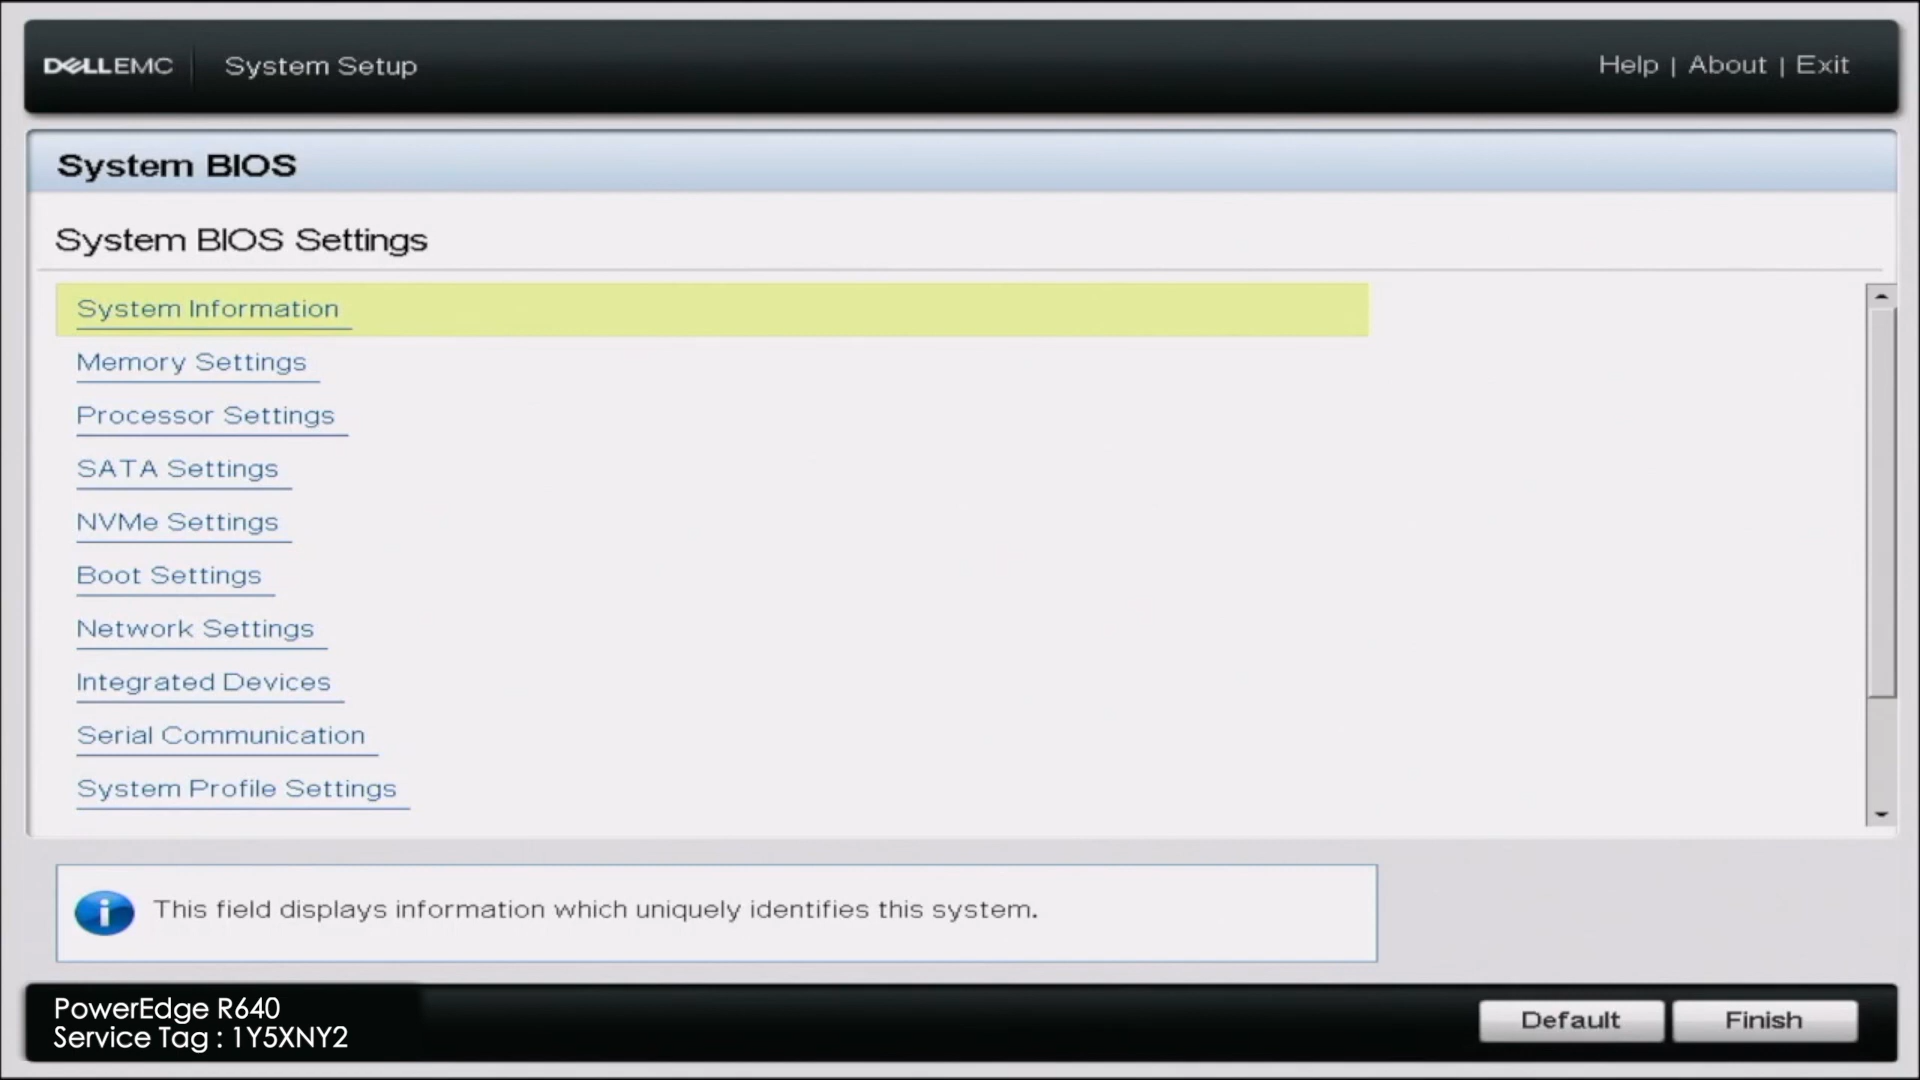 DELLEMC System Setup Help | About | Exit
System BIOS
System BIOS Settings
System Information
Memory Settings
Processor Settings
SATA Settings
NVMe Settings
Boot Settings
Network Settings
Integrated Devices
Serial Communication
System Profile Settings
This field displays information which uniquely identifies this system.
PowerEdge R640
Service Tag : 1Y5XNY2
Default Finish